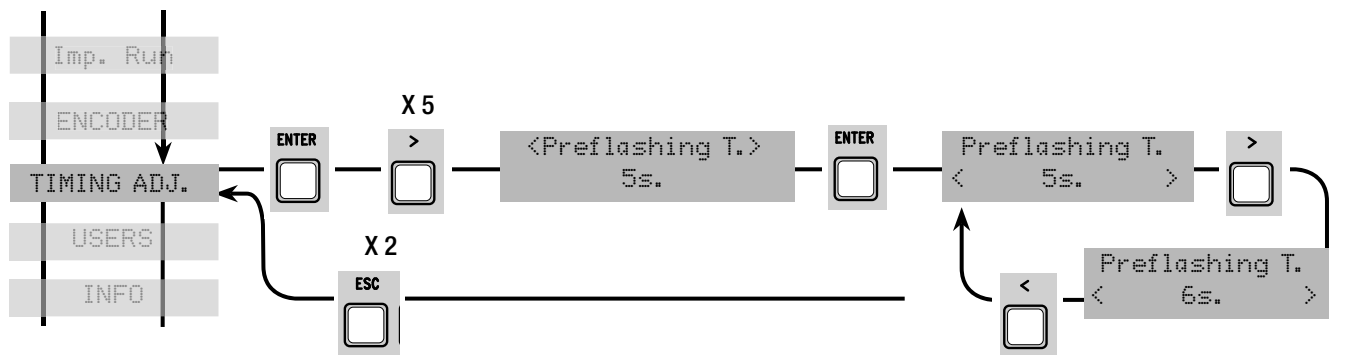 Imp. Run
ENCODER
TIMING ADJ.
USERS
INFO
ENTER
X 5
>
<Preflashing T.>
5s.
ENTER
Preflashing T.
< 5s. >
>
Preflashing T.
< 6s. >
<
X 2
ESC